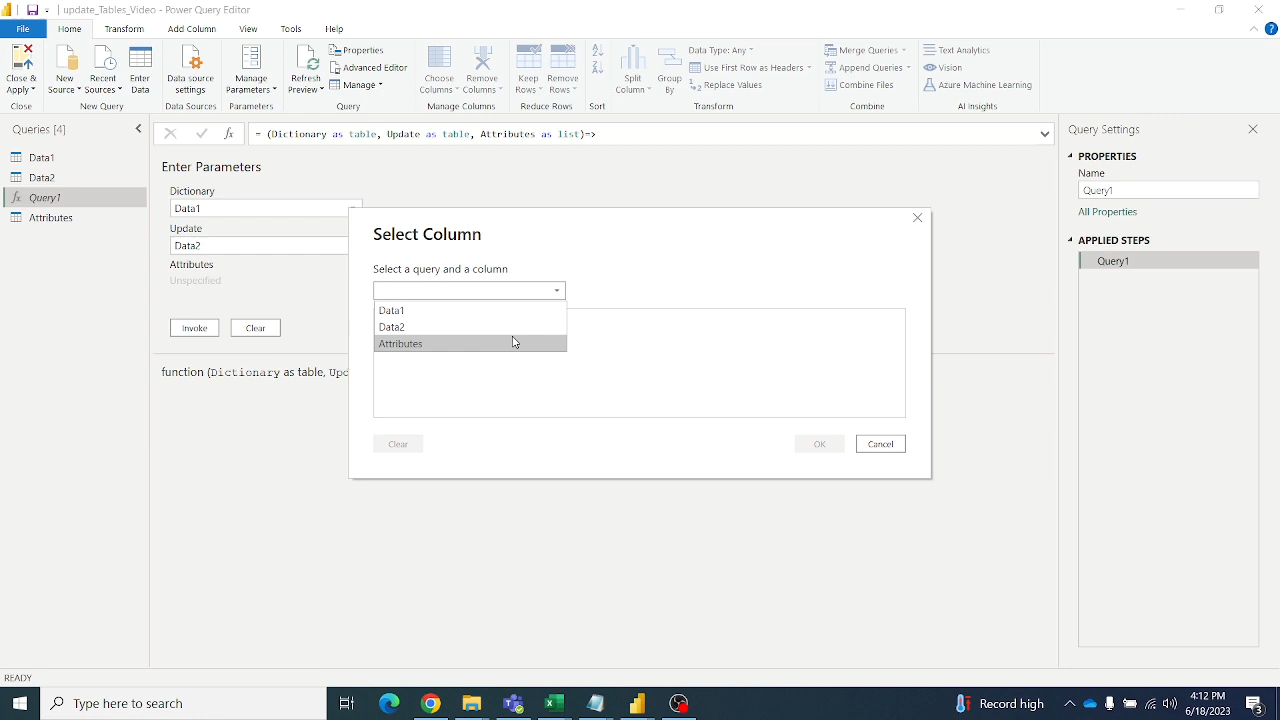 update_Tables_Video - Power Query Editor
File Home Transform Add Column View Tools Help
Close & Apply
New Source
Recent Sources
Enter Data
Data source settings
Manage Parameters
Refresh Preview
Properties
Advanced Editor
Manage
Choose Columns
Remove Columns
Keep Rows
Remove Rows
Split Column
Group By
Data Type: Any
Use First Row as Headers
Replace Values
Merge Queries
Append Queries
Combine Files
Text Analytics
Vision
Azure Machine Learning
Close New Query Data Sources Parameters Query Manage Columns Reduce Rows Sort Transform Combine AI Insights
Queries [4]
Data1
Data2
Query1
Attributes
= (Dictionary as table, Update as table, Attributes as list)=>
Enter Parameters
Dictionary
Data1
Update
Data2
Attributes
Unspecified
Invoke Clear
function (Dictionary as table, Upd
Select Column
Select a query and a column
Data1
Data2
Attributes
Clear OK Cancel
Query Settings
PROPERTIES
Name
Query1
All Properties
APPLIED STEPS
Query1
READY
Type here to search
Record high
4:12 PM
6/18/2023